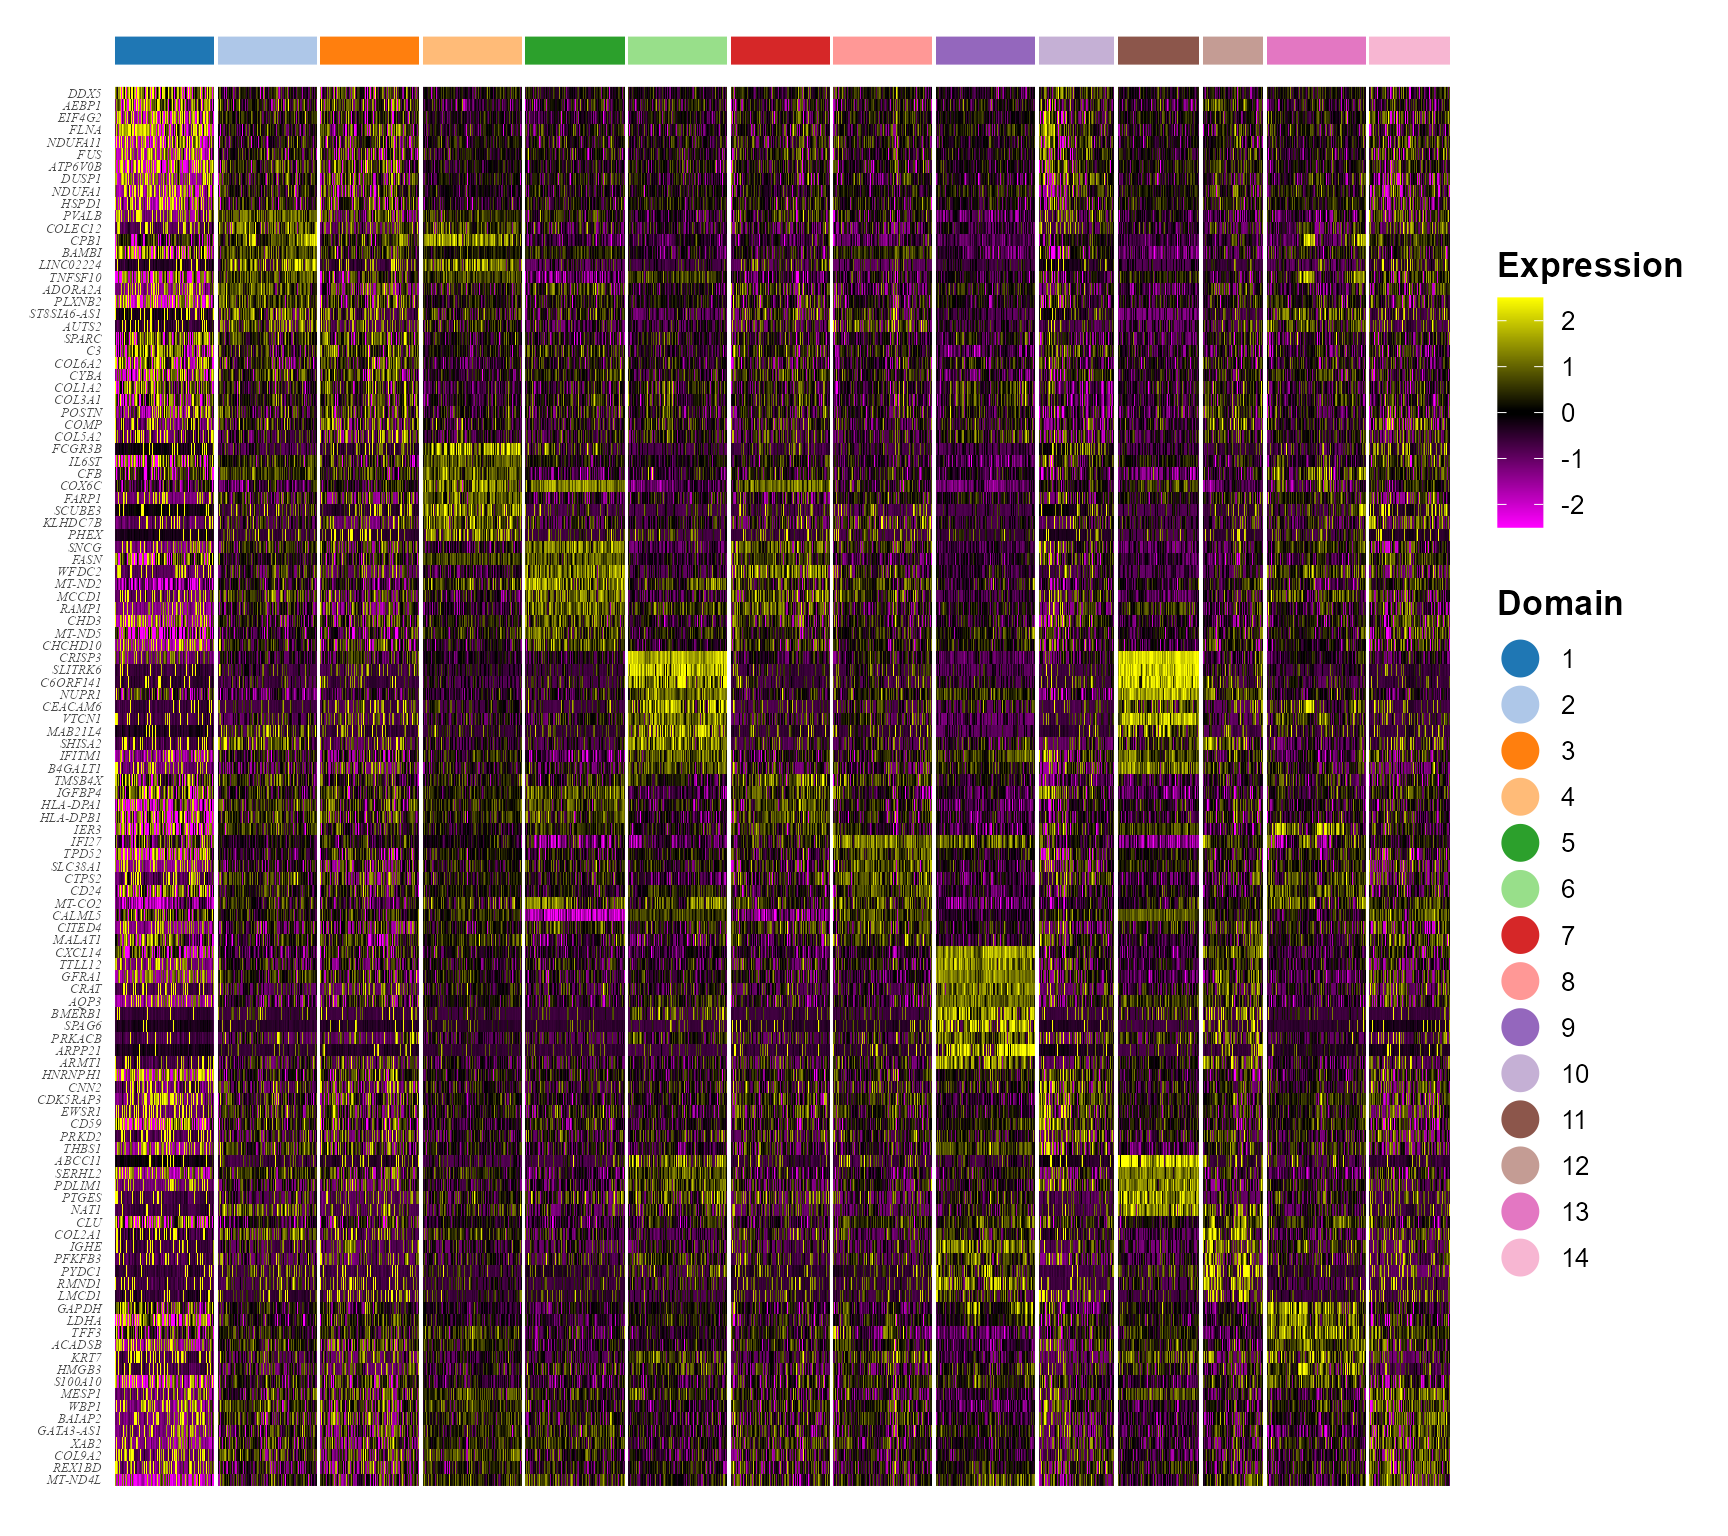 DDX5
AEBP1
EIF4G2
FLNA
NDUFA11
FUS
ATP6V0B
DUSP1
NDUFA1
HSPD1
PVALB
COLEC12
CPB1
BAMBI
LINC02224
TNFSF10
ADORA2A
PLXNB2
ST8SIA6-AS1
AUTS2
SPARC
C3
COL6A2
CYBA
COL1A2
COL3A1
POSTN
COMP
COL5A2
FCGR3B
IL6ST
CFB
COX6C
FARP1
SCUBE3
KLHDC7B
PHEX
SNCG
FASN
WFDC2
MT-ND2
MCCD1
RAMP1
CHD3
MT-ND5
CHCHD10
CRISP3
SLITRK6
C6ORF141
NUPR1
CEACAM6
VTCN1
MAB21L4
SHISA2
IFITM1
B4GALT1
TMSB4X
IGFBP4
HLA-DPA1
HLA-DPB1
IER3
IFI27
TPD52
SLC38A1
CTPS2
CD24
MT-CO2
CALML5
CITED4
MALAT1
CXCL14
TTLL12
GFRA1
CRAT
AQP3
BMERB1
SPAG6
PRKACB
ARPP21
ARMT1
HNRNPH1
CNN2
CDK5RAP3
EWSR1
CD59
PRKD2
THBS1
ABCC11
SERHL2
PDLIM1
PTGES
NAT1
CLU
COL2A1
IGHE
PFKFB3
PYDC1
RMND1
LMCD1
GAPDH
LDHA
TFF3
ACADSB
KRT7
HMGB3
S100A10
MESP1
WBP1
BAIAP2
GATA3-AS1
XAB2
COL9A2
REX1BD
MT-ND4L
Expression
2
1
0
-1
-2
Domain
1
2
3
4
5
6
7
8
9
10
11
12
13
14